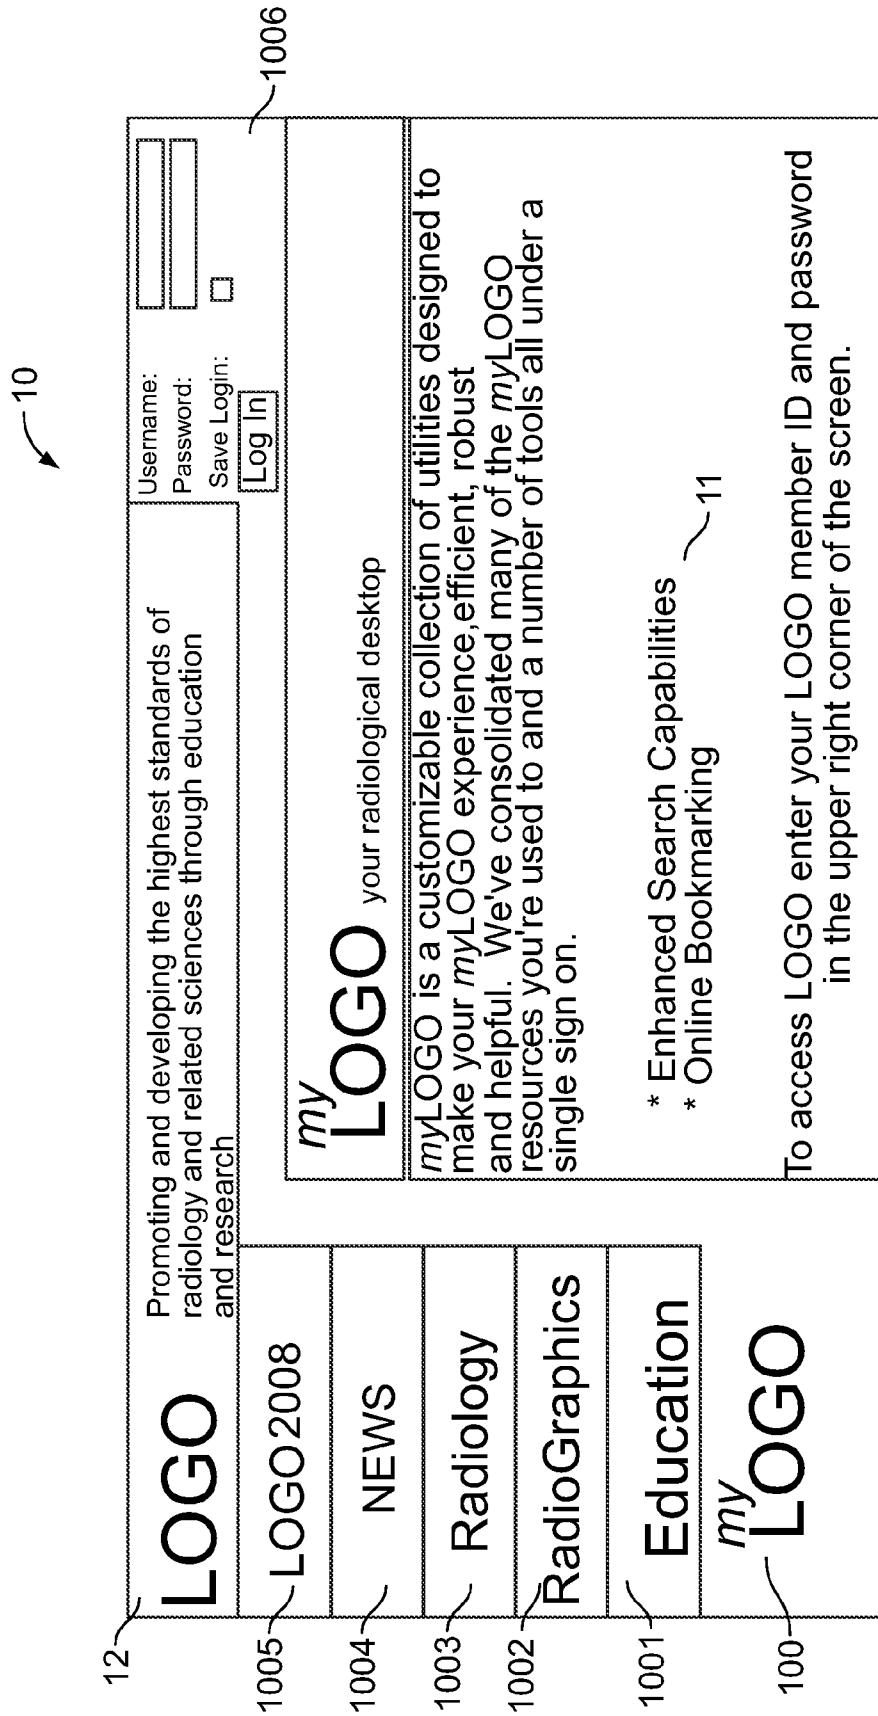 10
12
LOGO
Promoting and developing the highest standards of
radiology and related sciences through education
and research
Username:
Password:
Save Login:
Log In
1006
1005
LOGO2008
1004
NEWS
1003
Radiology
1002
RadioGraphics
1001
Education
100
my
LOGO
my
LOGO your radiological desktop
myLOGO is a customizable collection of utilities designed to
make your myLOGO experience,efficient, robust
and helpful. We've consolidated many of the myLOGO
resources you're used to and a number of tools all under a
single sign on.
* Enhanced Search Capabilities
* Online Bookmarking
11
To access LOGO enter your LOGO member ID and password
in the upper right corner of the screen.